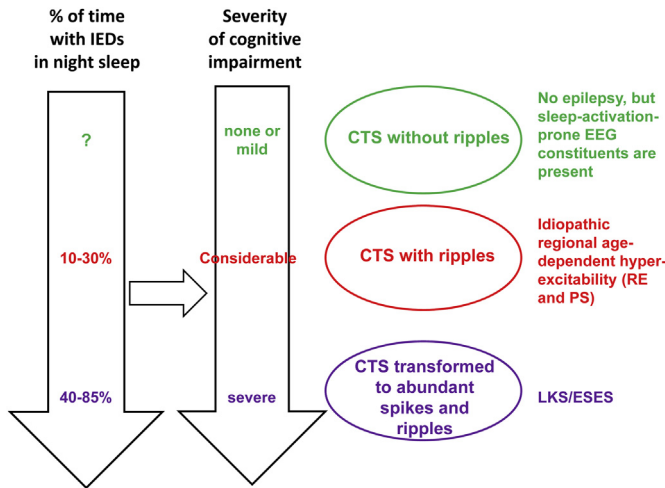 % of time
with IEDs
in night sleep
Severity
of cognitive
impairment
?
none or
mild
CTS without ripples
No epilepsy, but
sleep-activation-
prone EEG
constituents are
present
10-30%
Considerable
CTS with ripples
Idiopathic
regional age-
dependent hyper-
excitability (RE
and PS)
40-85%
severe
CTS transformed
to abundant
spikes and
ripples
LKS/ESES